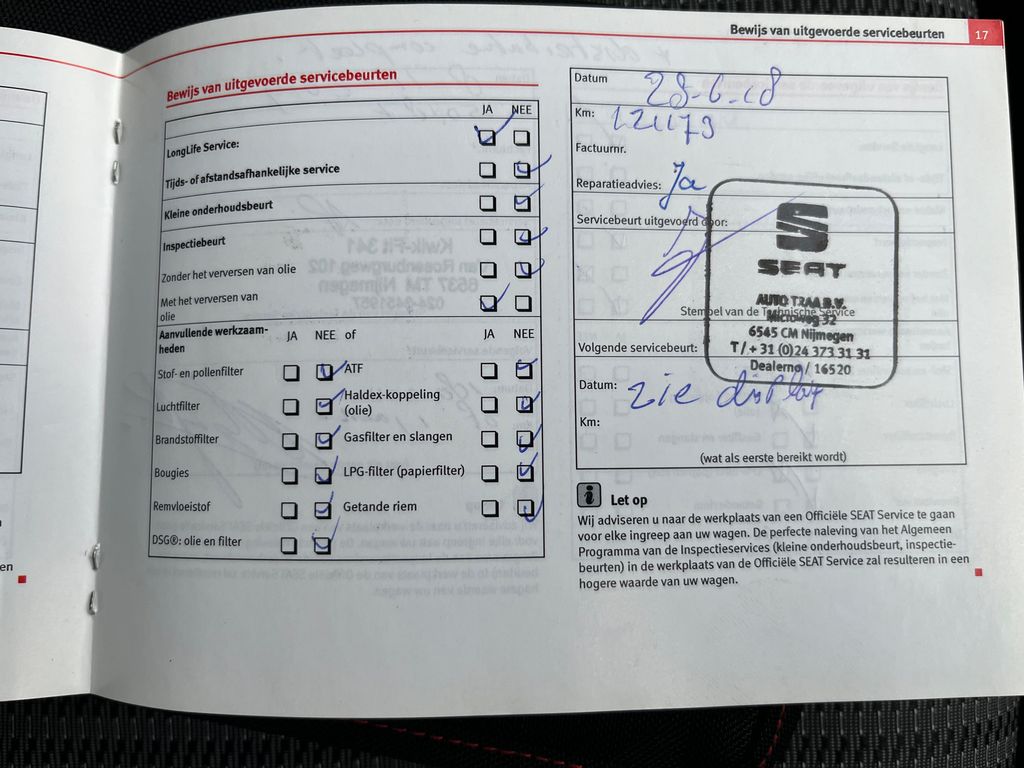 Bewijs van uitgevoerde servicebeurten 17
Bewijs van uitgevoerde servicebeurten
JA NEE
LongLife Service:
Tijds- of afstandsafhankelijke service
Kleine onderhoudsbeurt
Inspectiebeurt
Zonder het verversen van olie
Met het verversen van
olie
Aanvullende werkzaam- JA NEE of JA NEE
heden
Stof- en pollenfilter ATF
Luchtfilter Haldex-koppeling
(olie)
Brandstoffilter Gasfilter en slangen
Bougies LPG-filter (papierfilter)
Remvloeistof Getande riem
DSG®: olie en filter
Datum 28-6-18
Km: 121173
Factuurnr.
Reparatieadvies: Ja
Servicebeurt uitgevoerd door:
SEAT
AUTO TRAA B.V.
Stempel van de Technische Service
Microweg 32
6545 CM Nijmegen
T/+ 31 (0)24 373 31 31
Dealerno/ 16520
Volgende servicebeurt:
Datum: zie display
Km:
(wat als eerste bereikt wordt)
i Let op
Wij adviseren u naar de werkplaats van een Officiële SEAT Service te gaan
voor elke ingreep aan uw wagen. De perfecte naleving van het Algemeen
Programma van de Inspectieservices (kleine onderhoudsbeurt, inspectie-
beurten) in de werkplaats van de Officiële SEAT Service zal resulteren in een
hogere waarde van uw wagen.
en